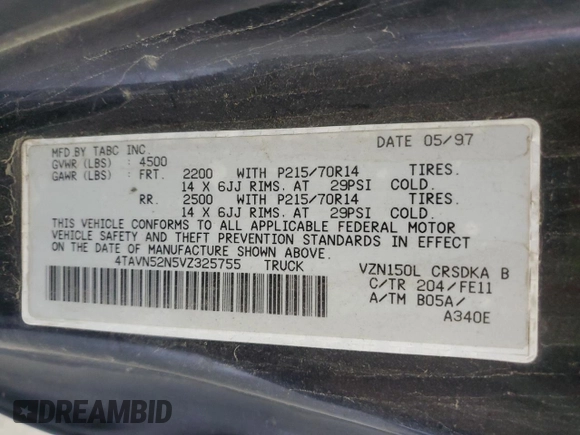 MFD BY TABC INC. DATE 05/97
GVWR (LBS) : 4500
GAWR (LBS) : FRT. 2200 WITH P215/70R14 TIRES.
14 X 6JJ RIMS. AT 29PSI COLD.
RR. 2500 WITH P215/70R14 TIRES.
14 X 6JJ RIMS. AT 29PSI COLD.
THIS VEHICLE CONFORMS TO ALL APPLICABLE FEDERAL MOTOR
VEHICLE SAFETY AND THEFT PREVENTION STANDARDS IN EFFECT
ON THE DATE OF MANUFACTURE SHOWN ABOVE.
4TAVN52N5VZ325755 TRUCK
VZN150L CRSDKA B
C/TR 204/FE11
A/TM B05A/
A340E
DREAMBID